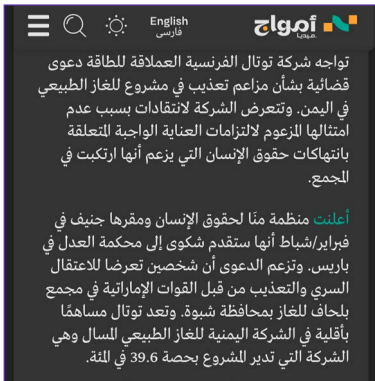 English
فارسی
أمواج
.ميديا
تواجه شركة توتال الفرنسية العملاقة للطاقة دعوى
قضائية بشأن مزاعم تعذيب في مشروع للغاز الطبيعي
في اليمن. وتتعرض الشركة لانتقادات بسبب عدم
امتثالها المزعوم لالتزامات العناية الواجبة المتعلقة
بانتهاكات حقوق الإنسان التي يزعم أنها ارتكبت في
المجمع.
أعلنت منظمة منّا لحقوق الإنسان ومقرها جنيف في
فبراير/شباط أنها ستقدم شكوى إلى محكمة العدل في
باريس. وتزعم الدعوى أن شخصين تعرضا للاعتقال
السري والتعذيب من قبل القوات الإماراتية في مجمع
بلحاف للغاز بمحافظة شبوة. وتعد توتال مساهمًا
بأقلية في الشركة اليمنية للغاز الطبيعي المسال وهي
الشركة التي تدير المشروع بحصة 39.6 في المئة.